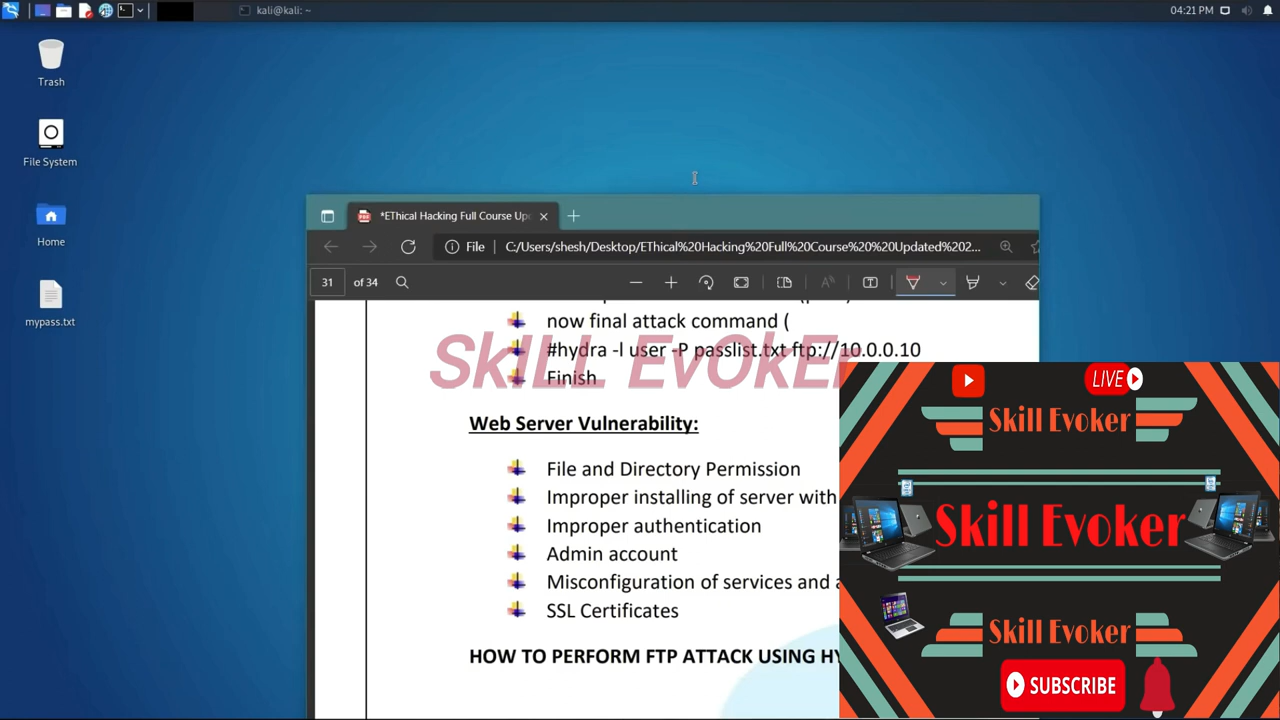 kali@kali: ~
04:21 PM
Trash
File System
Home
mypass.txt
*EThical Hacking Full Course Up
File
C:/Users/shesh/Desktop/EThical%20Hacking%20Full%20Course%20%20Updated%202...
31 of 34
now final attack command (
#hydra -l user -P passlist.txt ftp://10.0.0.10
Finish
SkILL EvOkEr
Web Server Vulnerability:
File and Directory Permission
Improper installing of server with
Improper authentication
Admin account
Misconfiguration of services and a
SSL Certificates
HOW TO PERFORM FTP ATTACK USING HY
LIVE
Skill Evoker
Skill Evoker
Skill Evoker
SUBSCRIBE